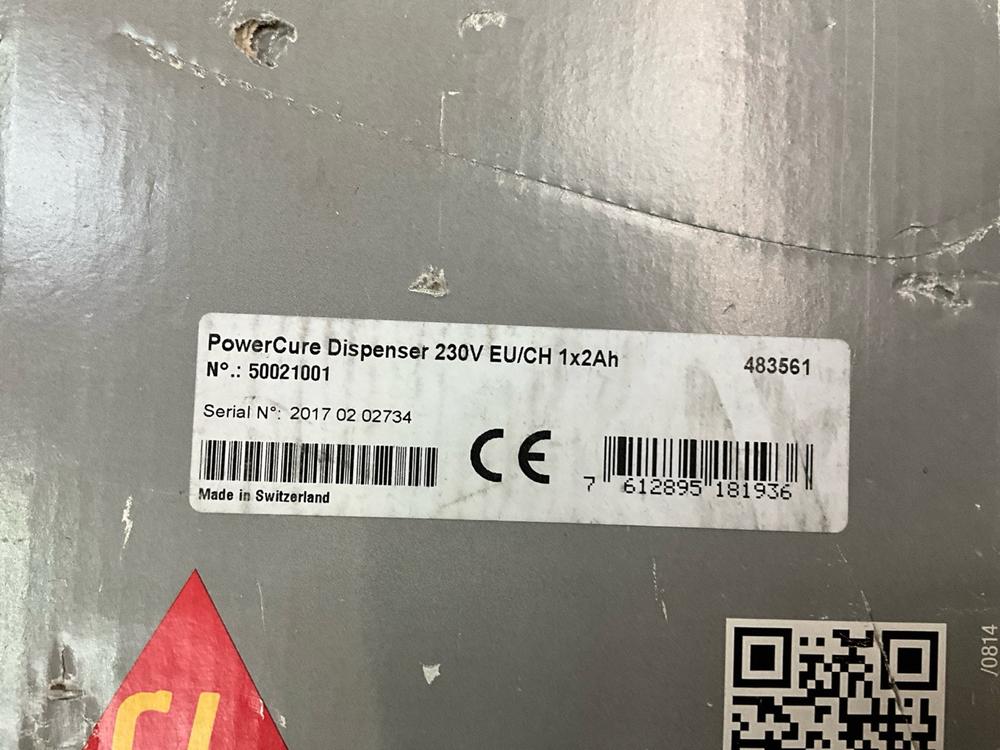 PowerCure Dispenser 230V EU/CH 1x2Ah
483561
N°.: 50021001
Serial N°: 2017 02 02734
CE
7 612895 181936
Made in Switzerland
/0814